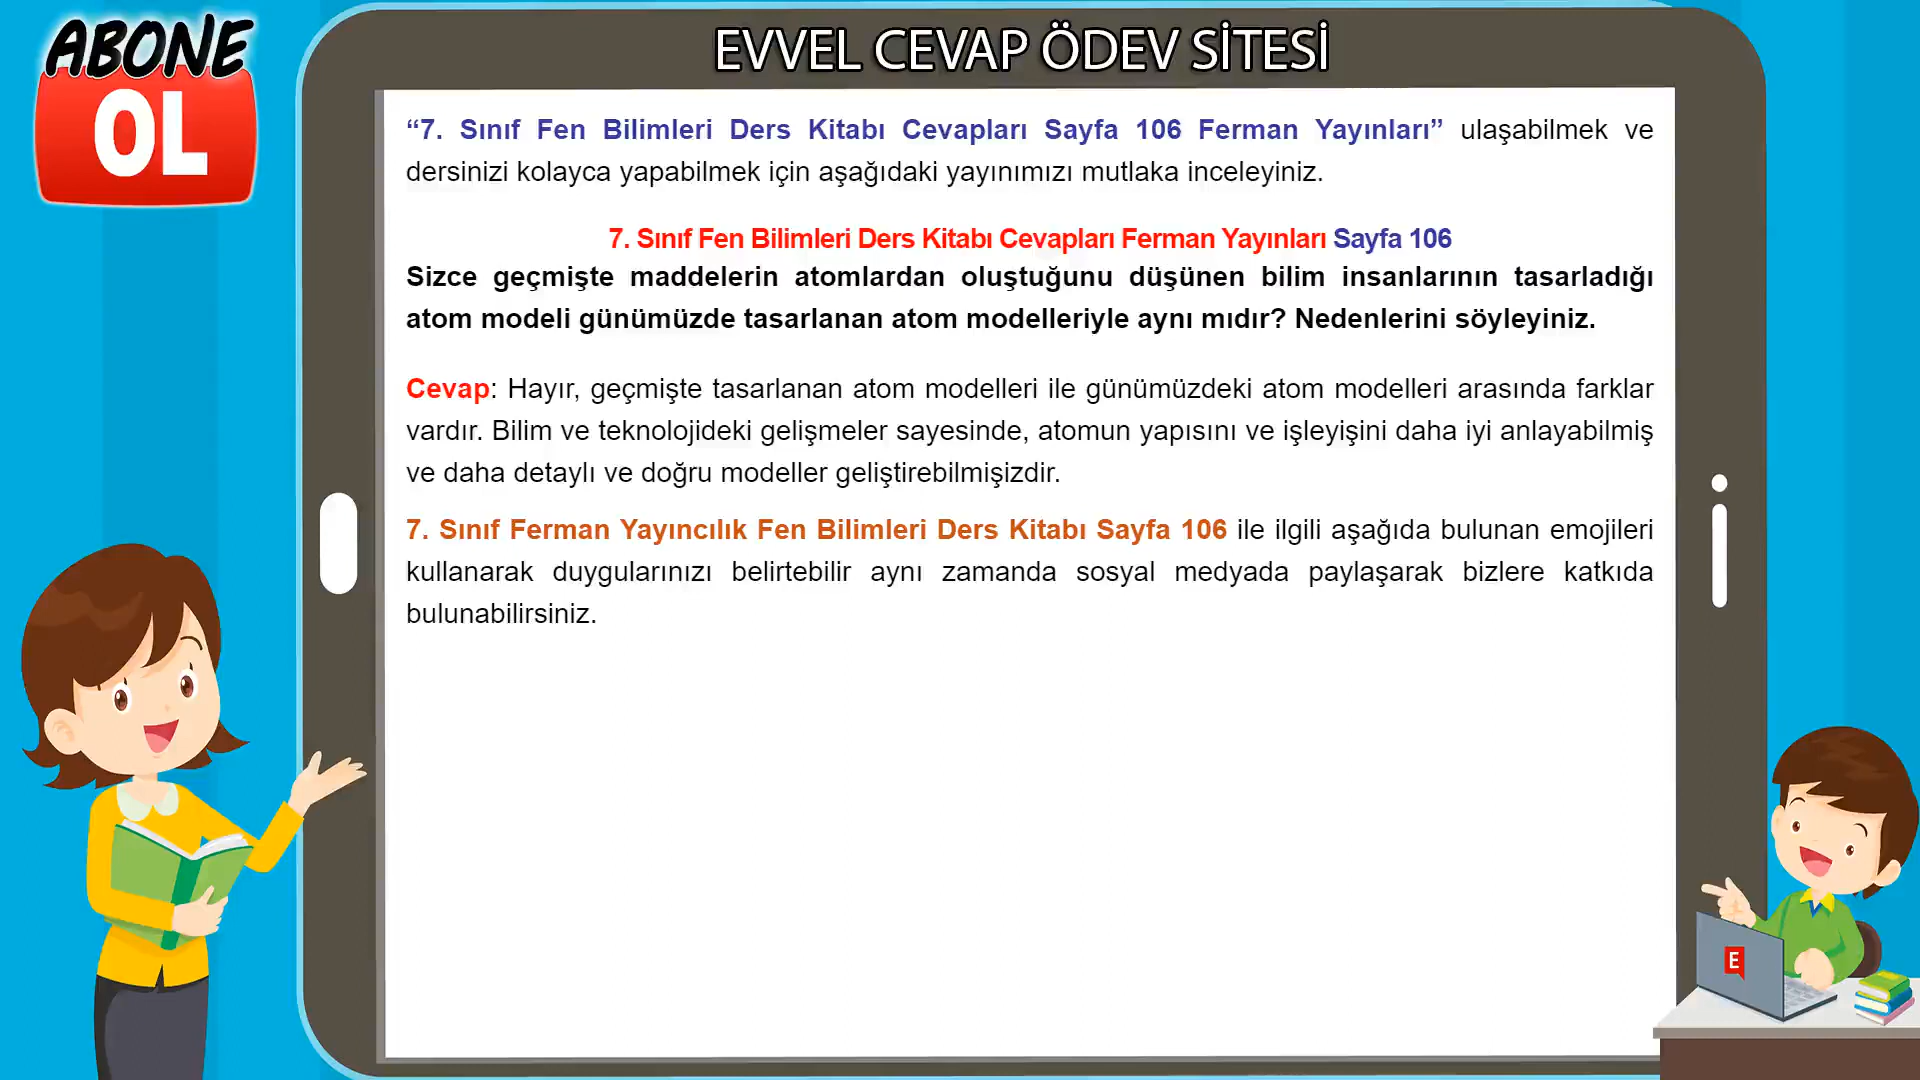 ABONE
OL
EVVEL CEVAP ÖDEV SİTESİ
“7. Sınıf Fen Bilimleri Ders Kitabı Cevapları Sayfa 106 Ferman Yayınları” ulaşabilmek ve
dersinizi kolayca yapabilmek için aşağıdaki yayınımızı mutlaka inceleyiniz.
7. Sınıf Fen Bilimleri Ders Kitabı Cevapları Ferman Yayınları Sayfa 106
Sizce geçmişte maddelerin atomlardan oluştuğunu düşünen bilim insanlarının tasarladığı
atom modeli günümüzde tasarlanan atom modelleriyle aynı mıdır? Nedenlerini söyleyiniz.
Cevap: Hayır, geçmişte tasarlanan atom modelleri ile günümüzdeki atom modelleri arasında farklar
vardır. Bilim ve teknolojideki gelişmeler sayesinde, atomun yapısını ve işleyişini daha iyi anlayabilmiş
ve daha detaylı ve doğru modeller geliştirebilmişizdir.
7. Sınıf Ferman Yayıncılık Fen Bilimleri Ders Kitabı Sayfa 106 ile ilgili aşağıda bulunan emojileri
kullanarak duygularınızı belirtebilir aynı zamanda sosyal medyada paylaşarak bizlere katkıda
bulunabilirsiniz.
E